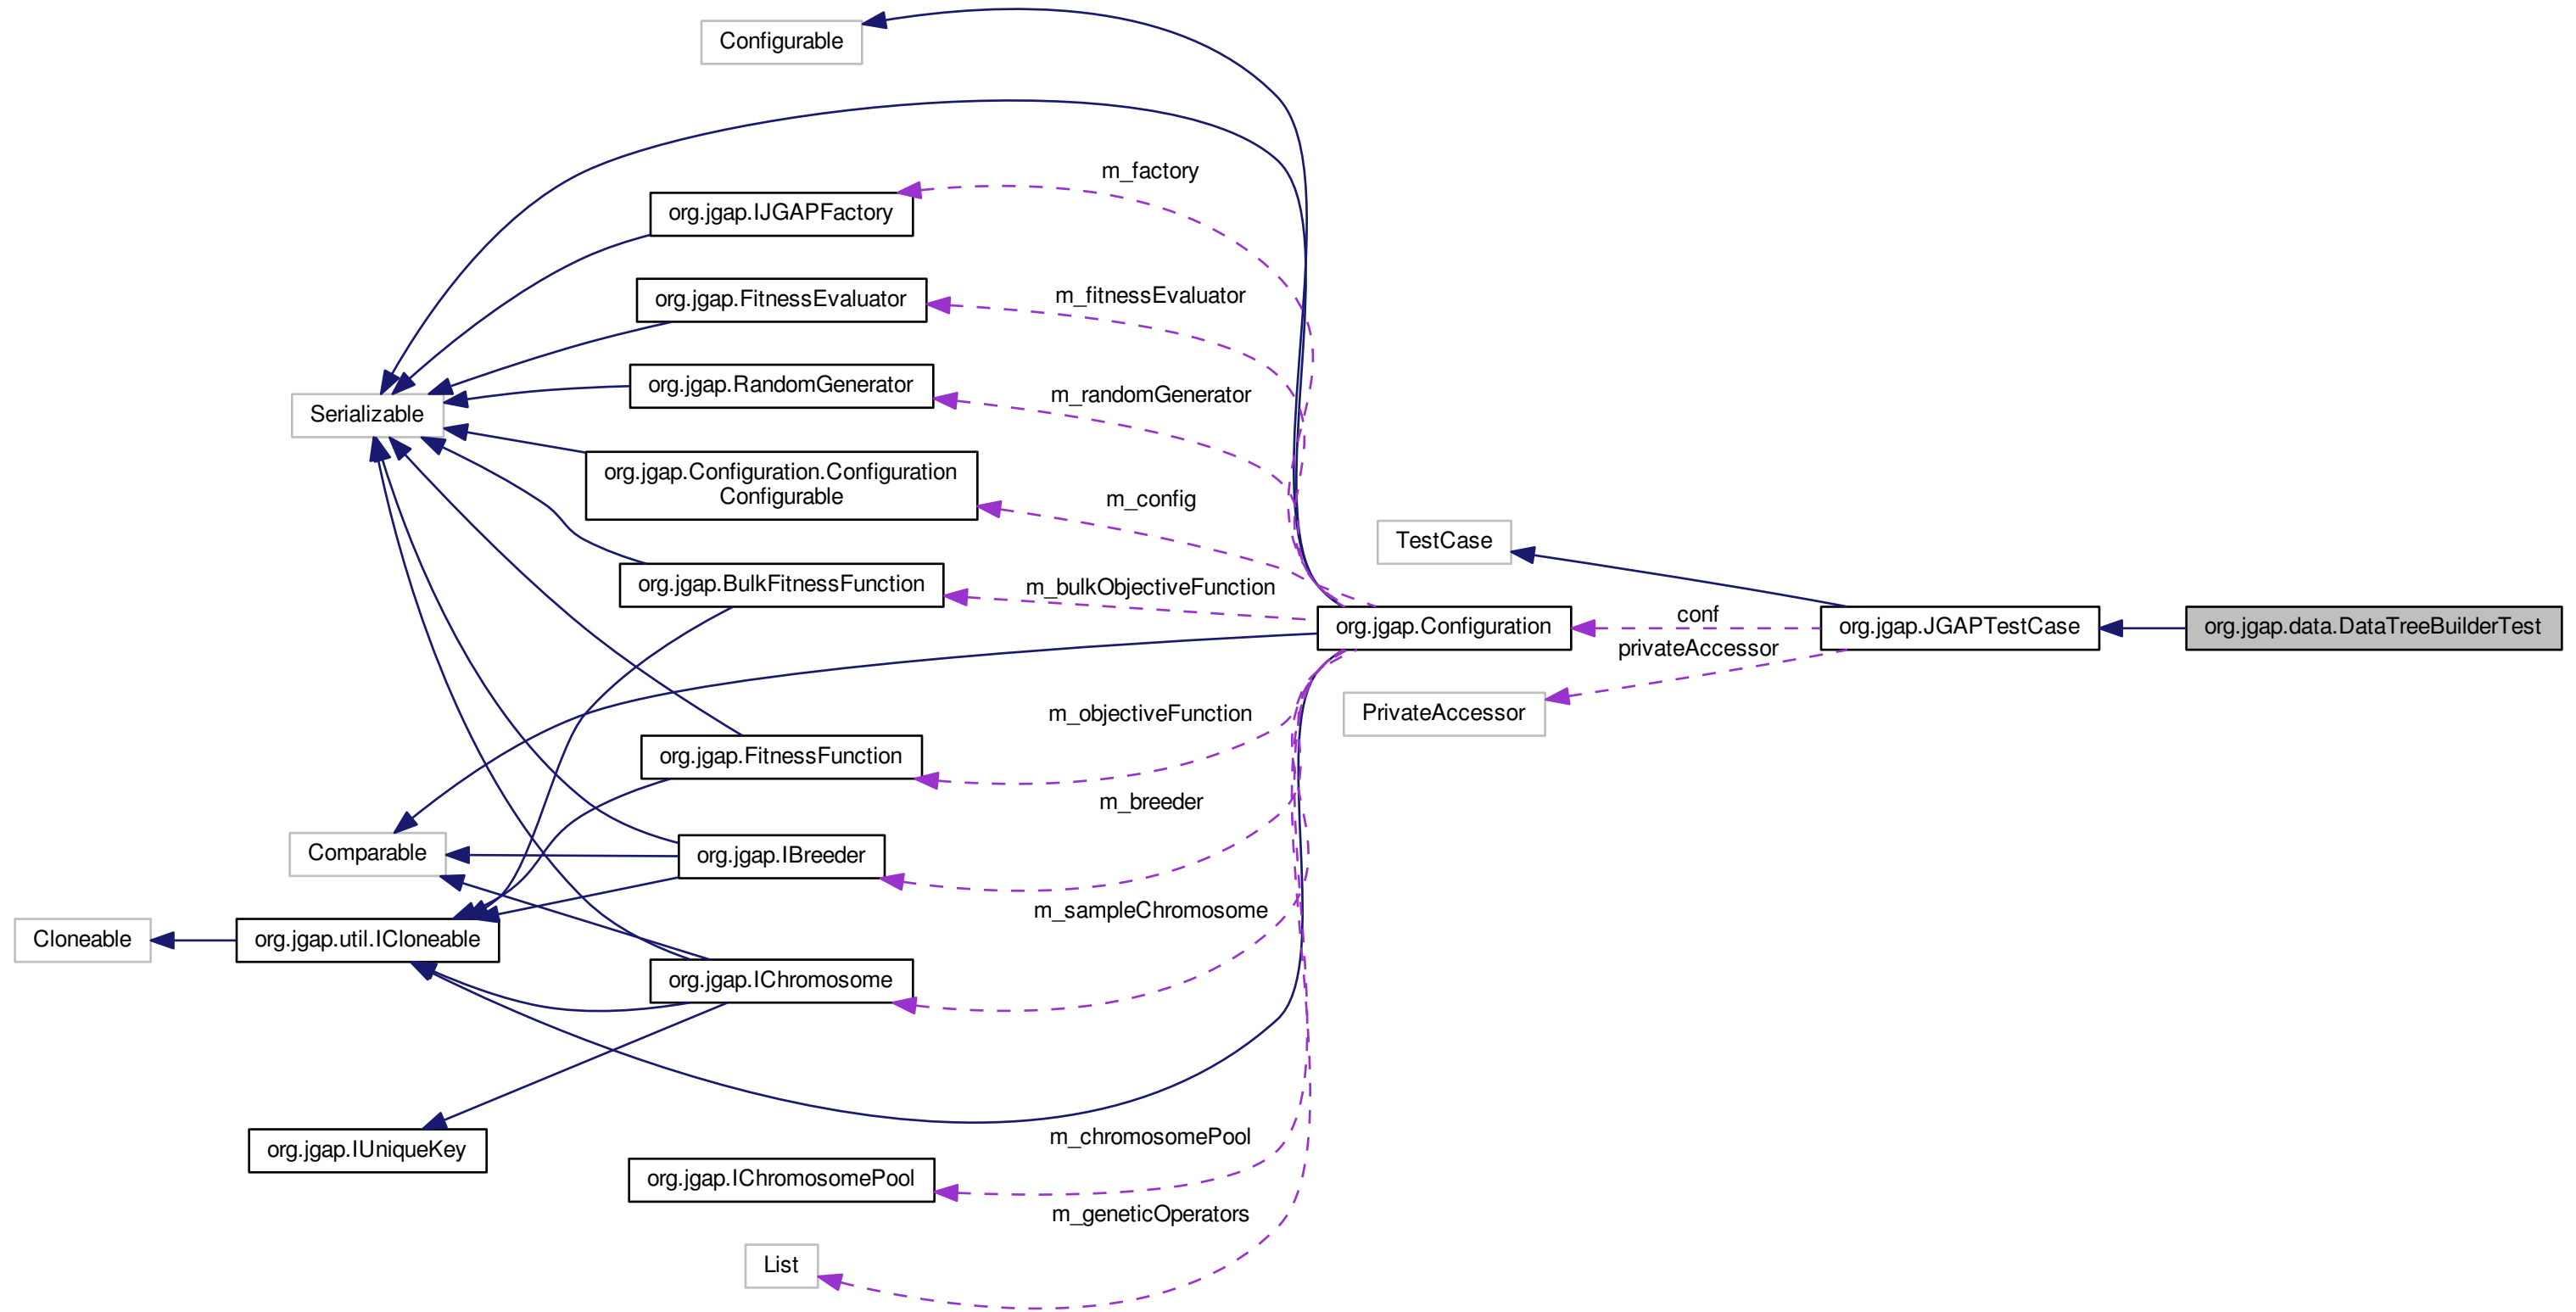 Configurable
m_factory
org.jgap.IJGAPFactory
m_fitnessEvaluator
org.jgap.FitnessEvaluator
m_randomGenerator
org.jgap.RandomGenerator
Serializable
org.jgap.Configuration.Configuration
Configurable
m_config
TestCase
org.jgap.BulkFitnessFunction
m_bulkObjectiveFunction
org.jgap.Configuration
conf
privateAccessor
org.jgap.JGAPTestCase
org.jgap.data.DataTreeBuilderTest
PrivateAccessor
m_objectiveFunction
org.jgap.FitnessFunction
m_breeder
Comparable
org.jgap.IBreeder
m_sampleChromosome
Cloneable
org.jgap.util.ICloneable
org.jgap.IChromosome
org.jgap.IUniqueKey
m_chromosomePool
org.jgap.IChromosomePool
m_geneticOperators
List